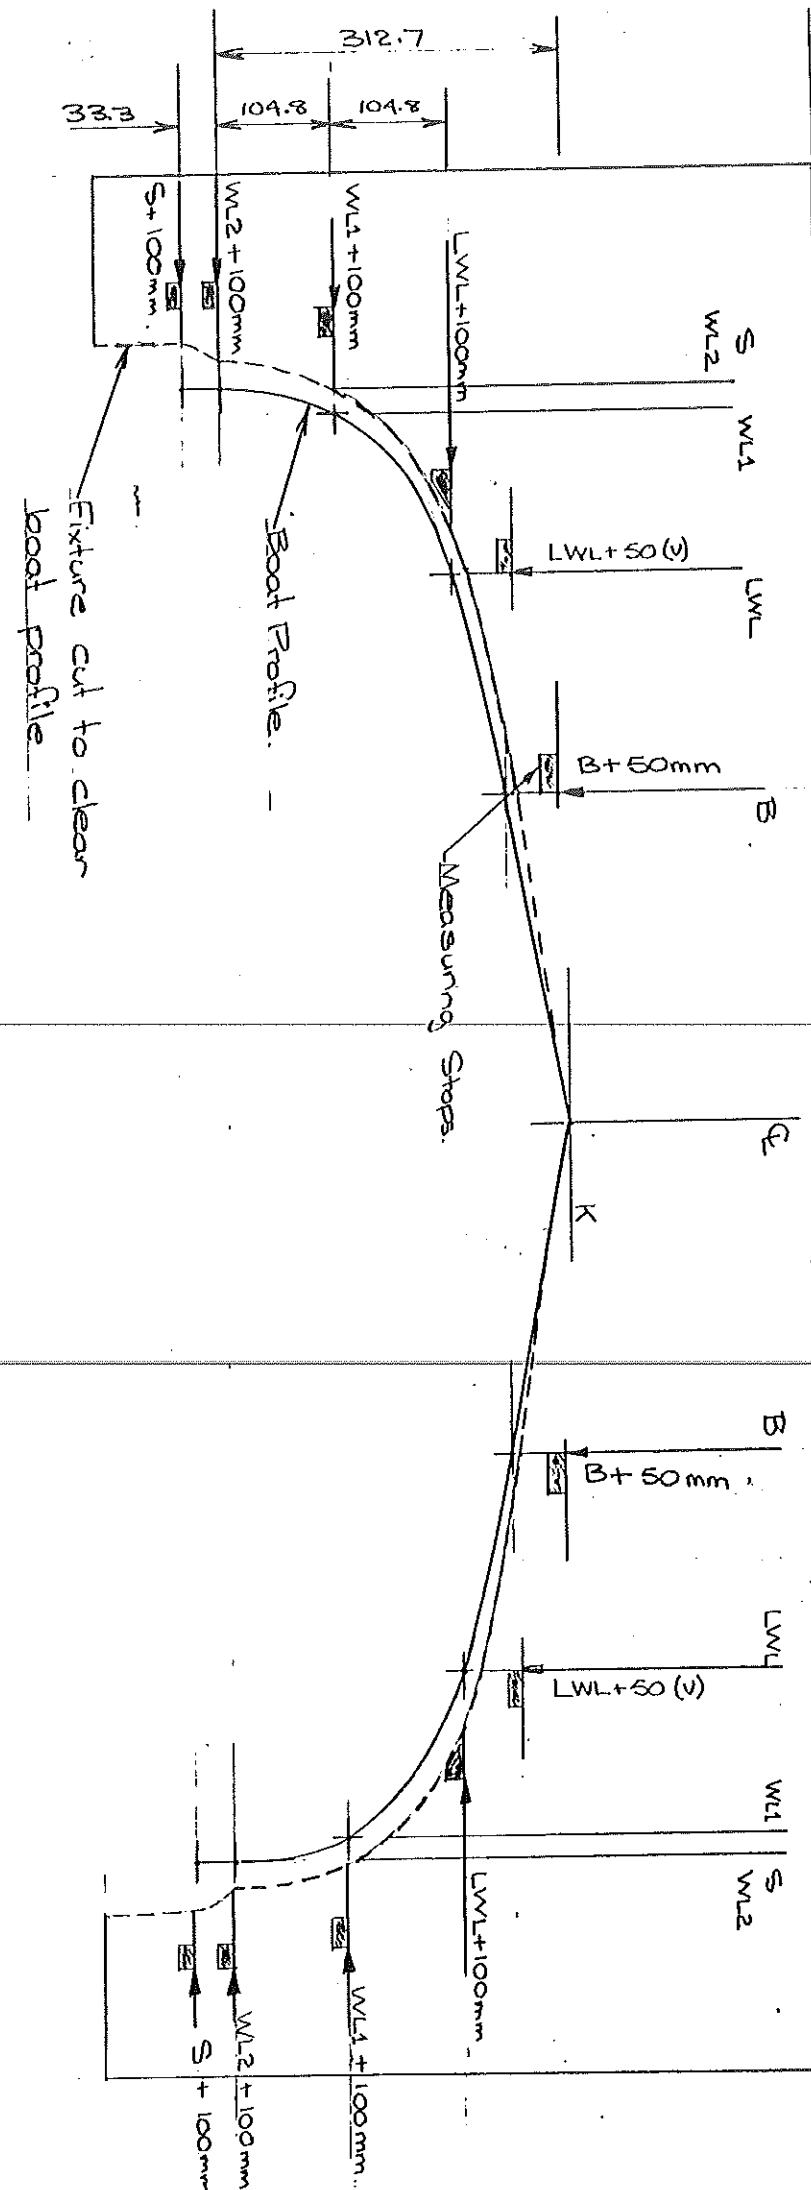 312.7
33.3
104.8
104.8
S+100mm.
WL2+100mm
WL1+100mm
LWL+100mm
S
WL2
WL1
LWL+50(v)
LWL
B+50mm
B
Boat Profile.
Fixture cut to clear
boat profile
Measuring Stops.
℄
K
B
B+50mm.
LWL
LWL+50(v)
WL1
S
WL2
LWL+100mm
WL1+100mm..
WL2+100mm
S+100mm